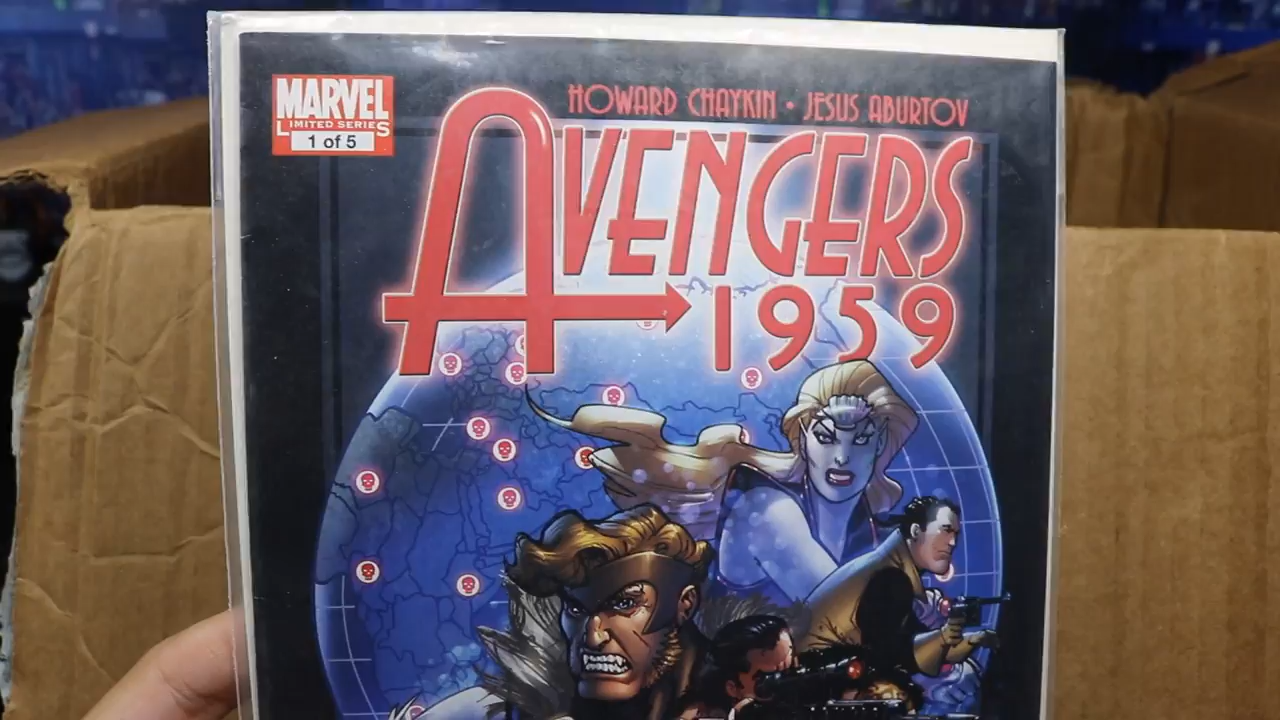 MARVEL
LIMITED SERIES
1 of 5
HOWARD CHAYKIN • JESUS ABURTOV
AVENGERS
1959